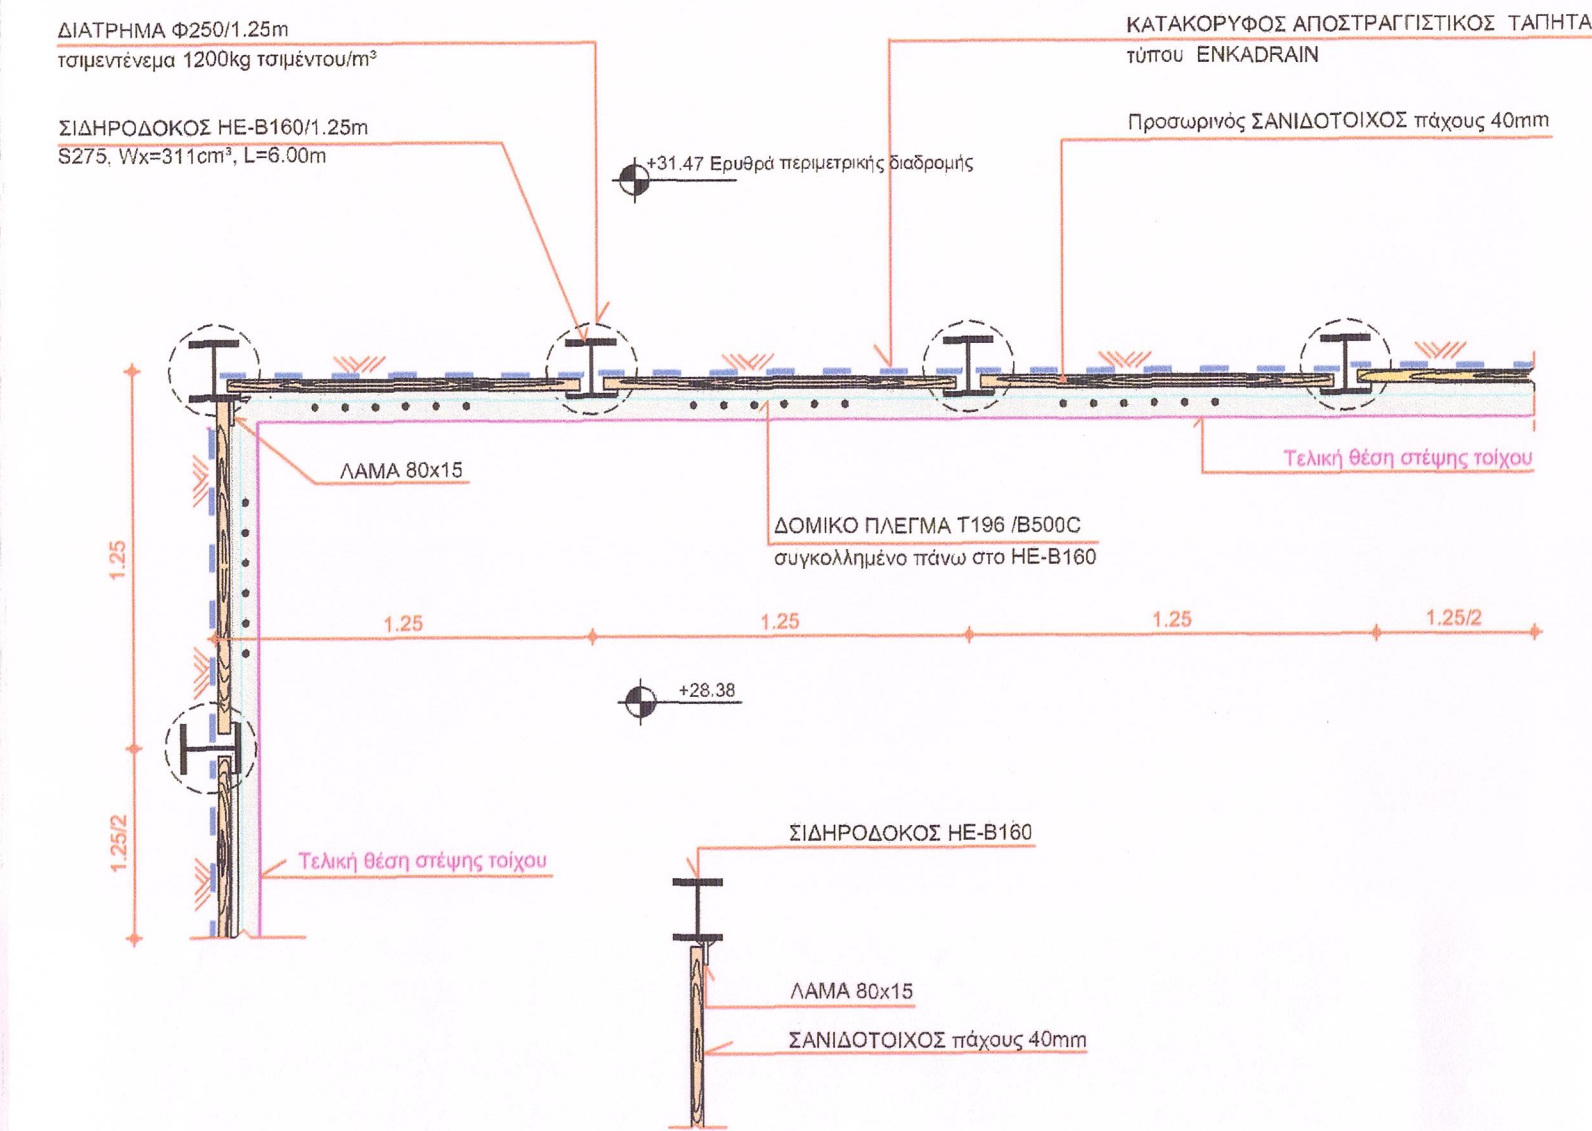 ΔΙΑΤΡΗΜΑ Φ250/1.25m
τσιμεντένεμα 1200kg τσιμέντου/m³
ΚΑΤΑΚΟΡΥΦΟΣ ΑΠΟΣΤΡΑΓΓΙΣΤΙΚΟΣ ΤΑΠΗΤΑ
τύπου ENKADRAIN
ΣΙΔΗΡΟΔΟΚΟΣ HE-B160/1.25m
S275, Wx=311cm³, L=6.00m
Προσωρινός ΣΑΝΙΔΟΤΟΙΧΟΣ πάχους 40mm
+31.47 Ερυθρά περιμετρικής διαδρομής
ΛΑΜΑ 80x15
Τελική θέση στέψης τοίχου
ΔΟΜΙΚΟ ΠΛΕΓΜΑ T196 /B500C
συγκολλημένο πάνω στο HE-B160
1.25
1.25
1.25
1.25
1.25/2
+28.38
1.25/2
Τελική θέση στέψης τοίχου
ΣΙΔΗΡΟΔΟΚΟΣ HE-B160
ΛΑΜΑ 80x15
ΣΑΝΙΔΟΤΟΙΧΟΣ πάχους 40mm